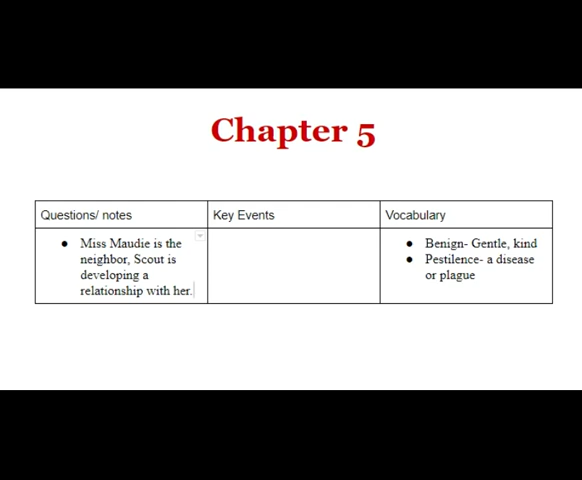 Chapter 5
Questions/ notes
Key Events
Vocabulary
● Miss Maudie is the
neighbor, Scout is
developing a
relationship with her.
● Benign- Gentle, kind
● Pestilence- a disease
or plague